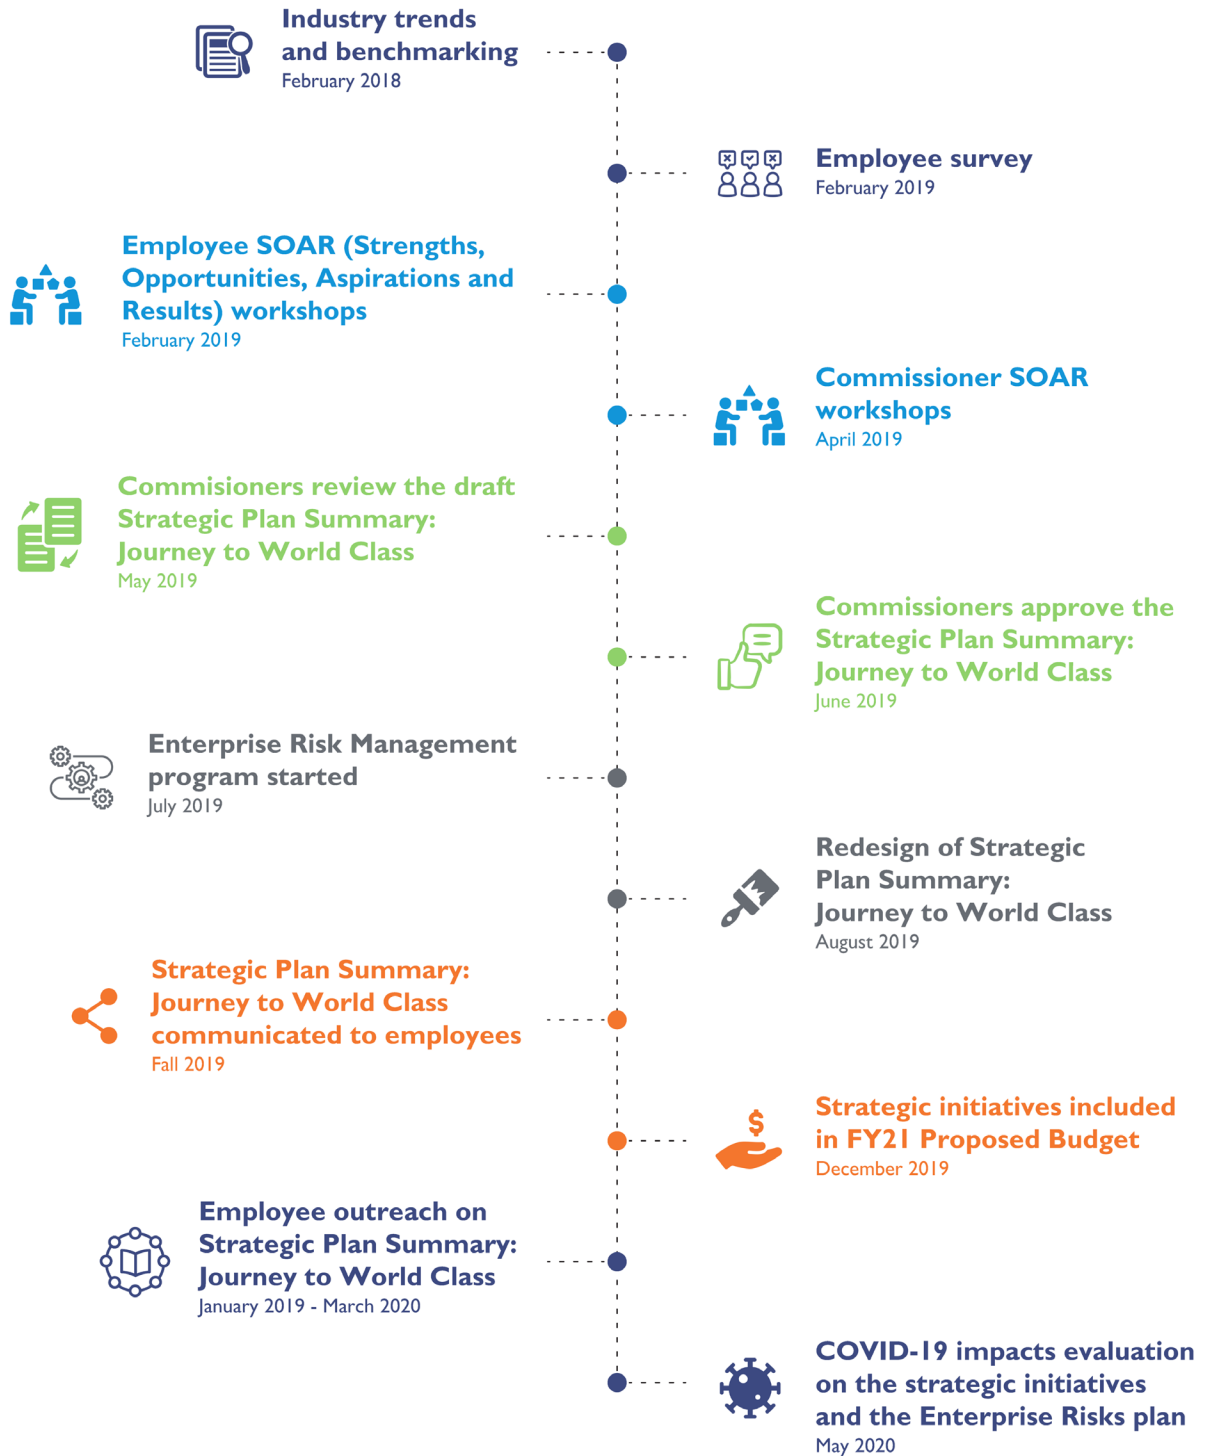 Industry trends
and benchmarking
February 2018
Employee survey
February 2019
Employee SOAR (Strengths,
Opportunities, Aspirations and
Results) workshops
February 2019
Commissioner SOAR
workshops
April 2019
Commisioners review the draft
Strategic Plan Summary:
Journey to World Class
May 2019
Commissioners approve the
Strategic Plan Summary:
Journey to World Class
June 2019
Enterprise Risk Management
program started
July 2019
Redesign of Strategic
Plan Summary:
Journey to World Class
August 2019
Strategic Plan Summary:
Journey to World Class
communicated to employees
Fall 2019
$
Strategic initiatives included
in FY21 Proposed Budget
December 2019
Employee outreach on
Strategic Plan Summary:
Journey to World Class
January 2019 - March 2020
COVID-19 impacts evaluation
on the strategic initiatives
and the Enterprise Risks plan
May 2020